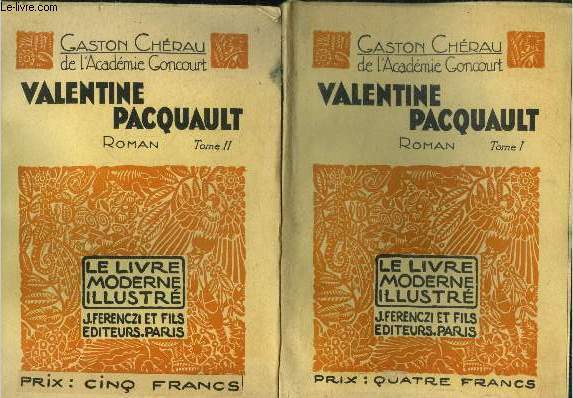 Le-livre.com
GASTON CHÉRAU
de l'Académie Goncourt
VALENTINE
PACQUAULT
ROMAN Tome II
LE LIVRE
MODERNE
ILLUSTRÉ
J. FERENCZI ET FILS
EDITEURS. PARIS
PRIX : CINQ FRANCS
GASTON CHÉRAU
de l'Académie Goncourt
VALENTINE
PACQUAULT
ROMAN Tome I
LE LIVRE
MODERNE
ILLUSTRÉ
J. FERENCZI ET FILS
EDITEURS. PARIS
PRIX : QUATRE FRANCS